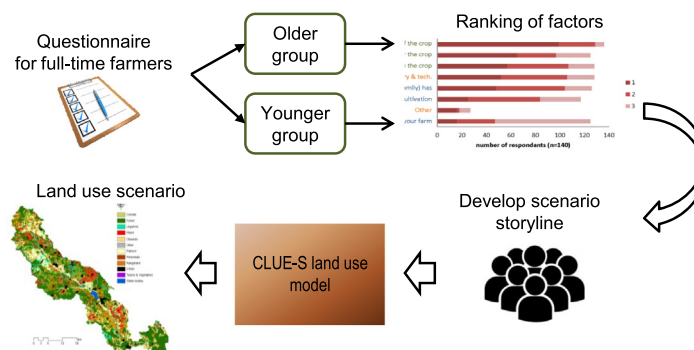 Questionnaire
for full-time farmers
Older
group
Younger
group
Ranking of factors
f the crop
the crop
n the crop
ry & tech.
mily) has
ultivation
Other
your farm
0
20
40
60
80
100
120
140
number of respondants (n=140)
1
2
3
Develop scenario
storyline
CLUE-S land use
model
Land use scenario